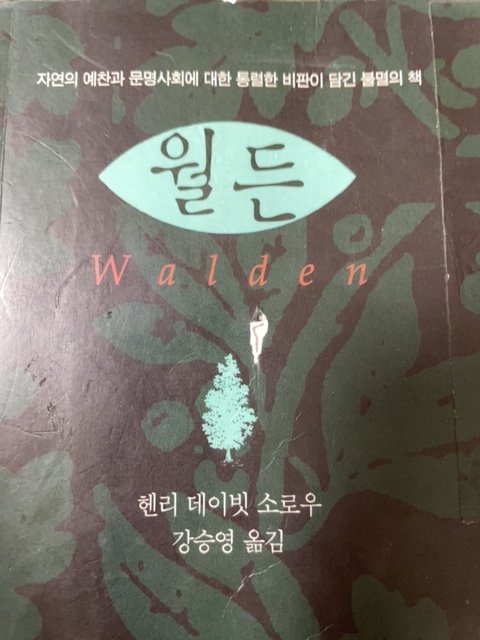 자연의 예찬과 문명사회에 대한 통렬한 비판이 담긴 불멸의 책
월든
Walden
헨리 데이빗 소로우
강승영 옮김